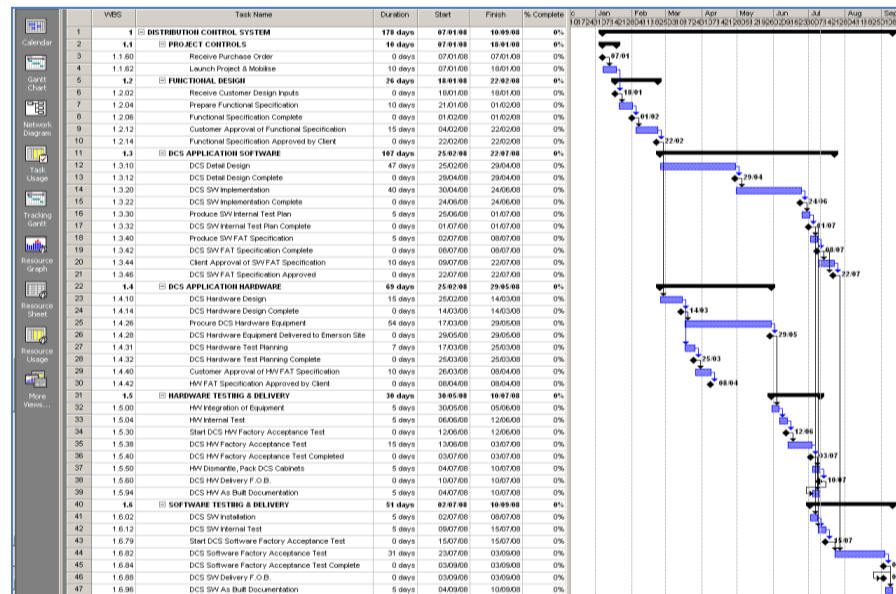 WBS Task Name Duration Start Finish % Complete
Jan Feb Mar Apr May Jun Jul Aug Sep
Calendar
Gantt Chart
Network Diagram
Task Usage
Tracking Gantt
Resource Graph
Resource Sheet
Resource Usage
More Views...
1 1 DISTRIBUTION CONTROL SYSTEM 178 days 07/01/08 10/09/08 0%
2 1.1 PROJECT CONTROLS 10 days 07/01/08 18/01/08 0%
3 1.1.60 Receive Purchase Order 0 days 07/01/08 07/01/08 0% 07/01
4 1.1.62 Launch Project & Mobilise 10 days 07/01/08 18/01/08 0%
5 1.2 FUNCTIONAL DESIGN 26 days 18/01/08 22/02/08 0%
6 1.2.02 Receive Customer Design Inputs 0 days 18/01/08 18/01/08 0% 18/01
7 1.2.04 Prepare Functional Specification 10 days 21/01/08 01/02/08 0%
8 1.2.06 Functional Specification Complete 0 days 01/02/08 01/02/08 0% 01/02
9 1.2.12 Customer Approval of Functional Specification 15 days 04/02/08 22/02/08 0%
10 1.2.14 Functional Specification Approved by Client 0 days 22/02/08 22/02/08 0% 22/02
11 1.3 DCS APPLICATION SOFTWARE 107 days 25/02/08 22/07/08 0%
12 1.3.10 DCS Detail Design 47 days 25/02/08 29/04/08 0%
13 1.3.12 DCS Detail Design Complete 0 days 29/04/08 29/04/08 0% 29/04
14 1.3.20 DCS SW Implementation 40 days 30/04/08 24/06/08 0%
15 1.3.22 DCS SW Implementation Complete 0 days 24/06/08 24/06/08 0% 24/06
16 1.3.30 Produce SW Internal Test Plan 5 days 25/06/08 01/07/08 0%
17 1.3.32 DCS SW Internal Test Plan Complete 0 days 01/07/08 01/07/08 0% 01/07
18 1.3.40 Produce SW FAT Specification 5 days 02/07/08 08/07/08 0%
19 1.3.42 DCS SW FAT Specification Complete 0 days 08/07/08 08/07/08 0% 08/07
20 1.3.44 Client Approval of SW FAT Specification 10 days 09/07/08 22/07/08 0%
21 1.3.46 DCS SW FAT Specification Approved 0 days 22/07/08 22/07/08 0% 22/07
22 1.4 DCS APPLICATION HARDWARE 69 days 25/02/08 29/05/08 0%
23 1.4.10 DCS Hardware Design 15 days 25/02/08 14/03/08 0%
24 1.4.14 DCS Hardware Design Complete 0 days 14/03/08 14/03/08 0% 14/03
25 1.4.26 Procure DCS Hardware Equipment 54 days 17/03/08 29/05/08 0%
26 1.4.28 DCS Hardware Equipment Delivered to Emerson Site 0 days 29/05/08 29/05/08 0% 29/05
27 1.4.31 DCS Hardware Test Planning 7 days 17/03/08 25/03/08 0%
28 1.4.32 DCS Hardware Test Planning Complete 0 days 25/03/08 25/03/08 0% 25/03
29 1.4.40 Customer Approval of HW FAT Specification 10 days 26/03/08 08/04/08 0%
30 1.4.42 HW FAT Specification Approved by Client 0 days 08/04/08 08/04/08 0% 08/04
31 1.5 HARDWARE TESTING & DELIVERY 30 days 30/05/08 10/07/08 0%
32 1.5.00 HW Integration of Equipment 5 days 30/05/08 05/06/08 0%
33 1.5.04 HW Internal Test 5 days 06/06/08 12/06/08 0%
34 1.5.30 Start DCS HW Factory Acceptance Test 0 days 12/06/08 12/06/08 0% 12/06
35 1.5.38 DCS HW Factory Acceptance Test 15 days 13/06/08 03/07/08 0%
36 1.5.40 DCS HW Factory Acceptance Test Completed 0 days 03/07/08 03/07/08 0% 03/07
37 1.5.50 HW Dismantle, Pack DCS Cabinets 5 days 04/07/08 10/07/08 0%
38 1.5.60 DCS HW Delivery F.O.B. 0 days 10/07/08 10/07/08 0% 10/07
39 1.5.94 DCS HW As Built Documentation 5 days 04/07/08 10/07/08 0%
40 1.6 SOFTWARE TESTING & DELIVERY 51 days 02/07/08 10/09/08 0%
41 1.6.02 DCS SW Installation 5 days 02/07/08 08/07/08 0%
42 1.6.12 DCS SW Internal Test 5 days 09/07/08 15/07/08 0%
43 1.6.79 Start DCS Software Factory Acceptance Test 0 days 15/07/08 15/07/08 0% 15/07
44 1.6.82 DCS Software Factory Acceptance Test 31 days 23/07/08 03/09/08 0%
45 1.6.84 DCS Software Factory Acceptance Test Complete 0 days 03/09/08 03/09/08 0%
46 1.6.88 DCS SW Delivery F.O.B. 0 days 03/09/08 03/09/08 0%
47 1.6.96 DCS SW As Built Documentation 5 days 04/09/08 10/09/08 0%